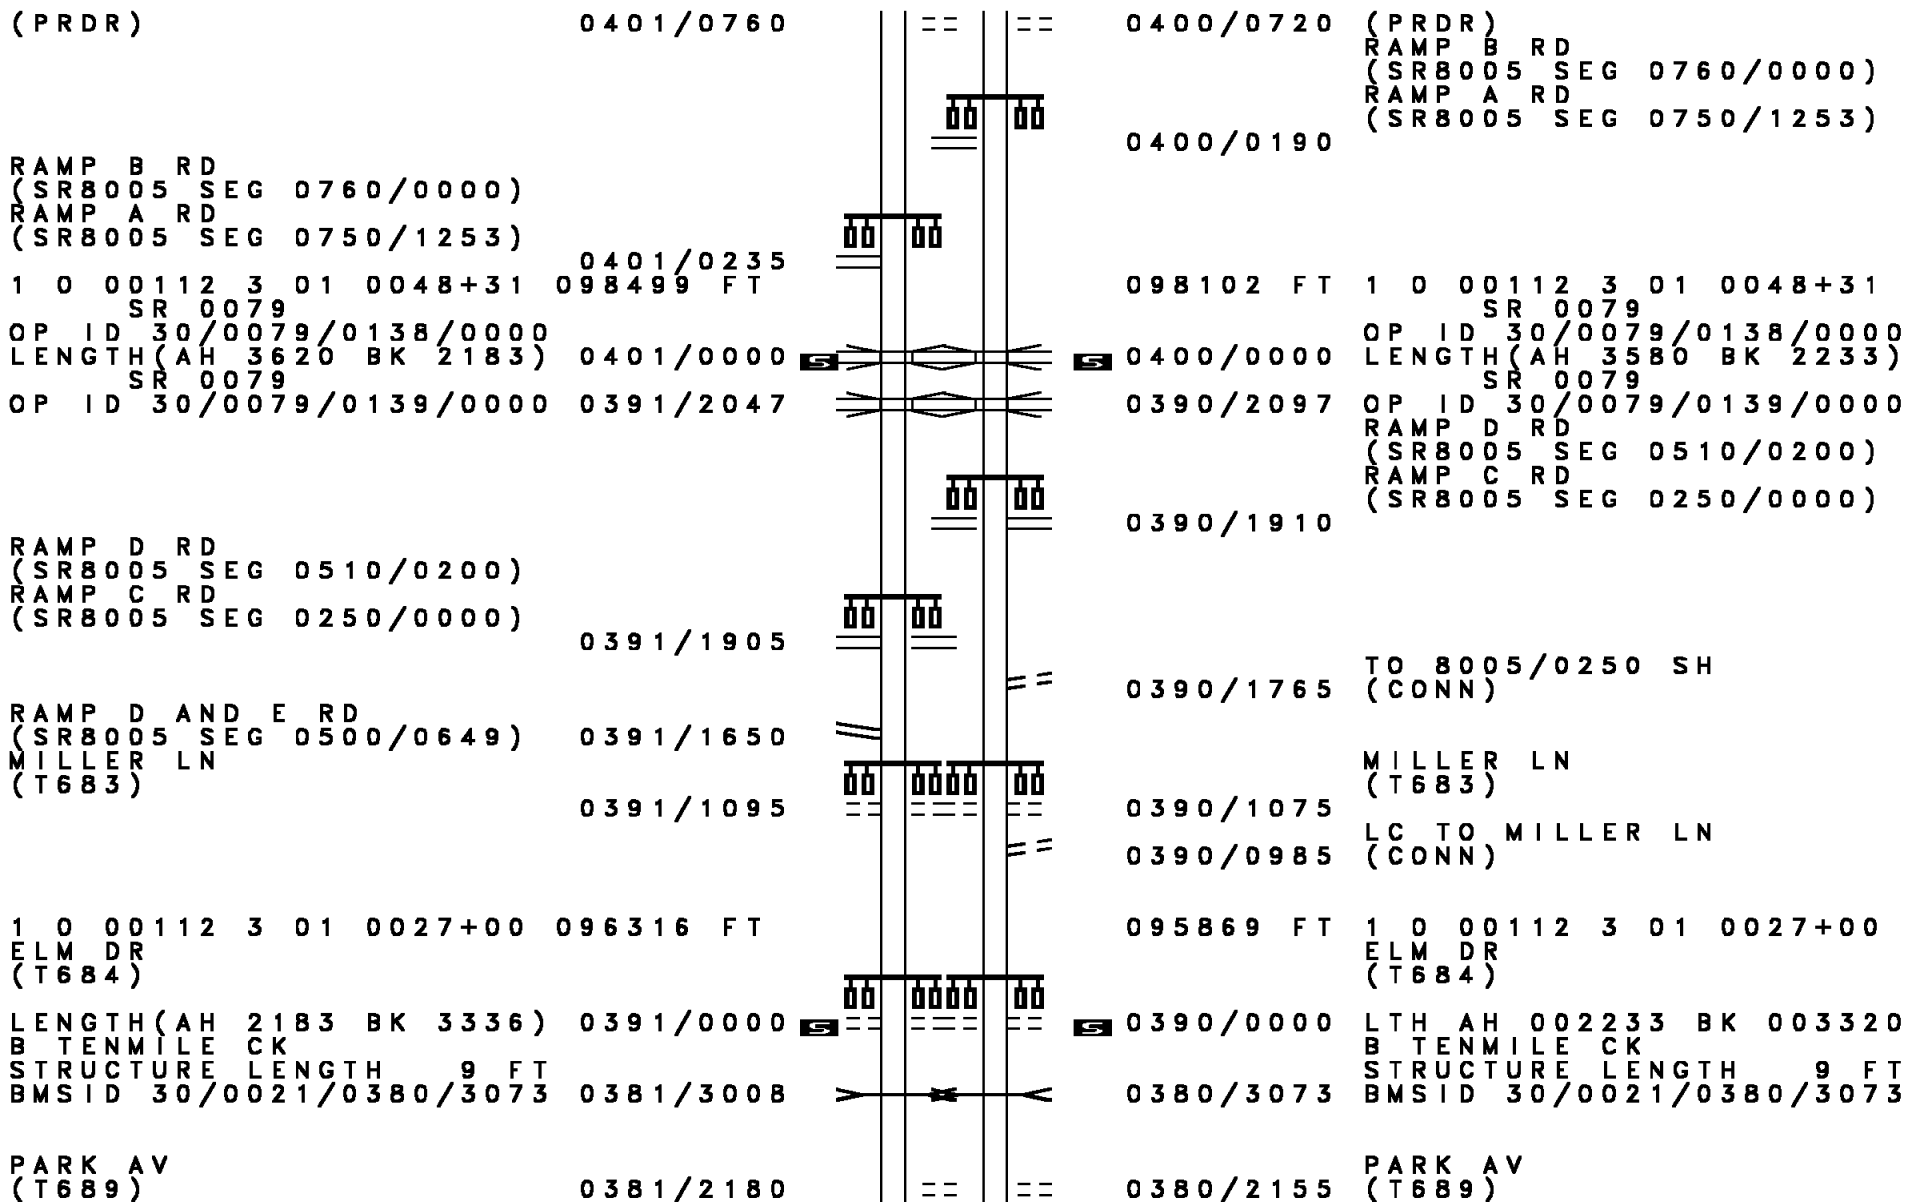 (PRDR) 0401/0760 0400/0720 (PRDR)
RAMP B RD
(SR8005 SEG 0760/0000)
RAMP A RD
(SR8005 SEG 0750/1253)
0400/0190
RAMP B RD
(SR8005 SEG 0760/0000)
RAMP A RD
(SR8005 SEG 0750/1253)
0401/0235
1 0 00112 3 01 0048+31 098499 FT 098102 FT 1 0 00112 3 01 0048+31
SR 0079 SR 0079
OP ID 30/0079/0138/0000 OP ID 30/0079/0138/0000
LENGTH(AH 3620 BK 2183) 0401/0000 S S 0400/0000 LENGTH(AH 3580 BK 2233)
SR 0079 SR 0079
OP ID 30/0079/0139/0000 0391/2047 0390/2097 OP ID 30/0079/0139/0000
RAMP D RD
(SR8005 SEG 0510/0200)
RAMP C RD
(SR8005 SEG 0250/0000)
0390/1910
RAMP D RD
(SR8005 SEG 0510/0200)
RAMP C RD
(SR8005 SEG 0250/0000)
0391/1905
TO 8005/0250 SH
0390/1765 (CONN)
RAMP D AND E RD
(SR8005 SEG 0500/0649) 0391/1650
MILLER LN MILLER LN
(T683) (T683)
0391/1095 0390/1075
LC TO MILLER LN
0390/0985 (CONN)
1 0 00112 3 01 0027+00 096316 FT 095869 FT 1 0 00112 3 01 0027+00
ELM DR ELM DR
(T684) (T684)
LENGTH(AH 2183 BK 3336) 0391/0000 S S 0390/0000 LTH AH 002233 BK 003320
B TENMILE CK B TENMILE CK
STRUCTURE LENGTH 9 FT STRUCTURE LENGTH 9 FT
BMSID 30/0021/0380/3073 0381/3008 0380/3073 BMSID 30/0021/0380/3073
PARK AV PARK AV
(T689) 0381/2180 0380/2155 (T689)